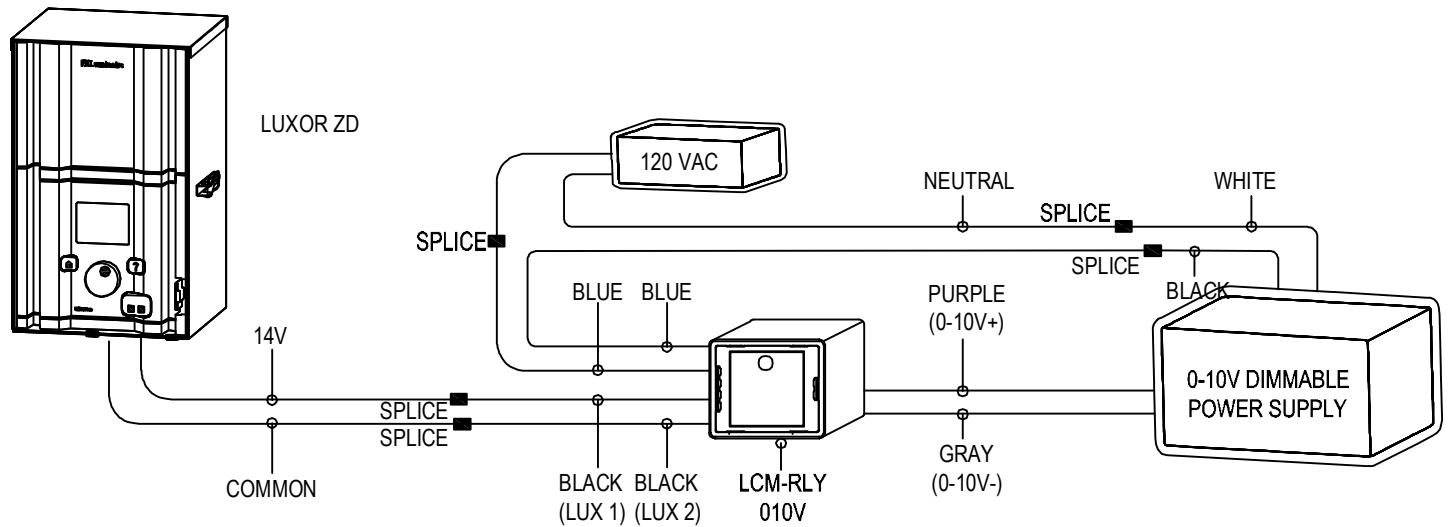 LUXOR ZD
120 VAC
NEUTRAL
SPLICE
WHITE
SPLICE
SPLICE
BLACK
BLUE
BLUE
PURPLE
(0-10V+)
14V
SPLICE
SPLICE
0-10V DIMMABLE
POWER SUPPLY
COMMON
BLACK
(LUX 1)
BLACK
(LUX 2)
LCM-RLY
010V
GRAY
(0-10V-)
?